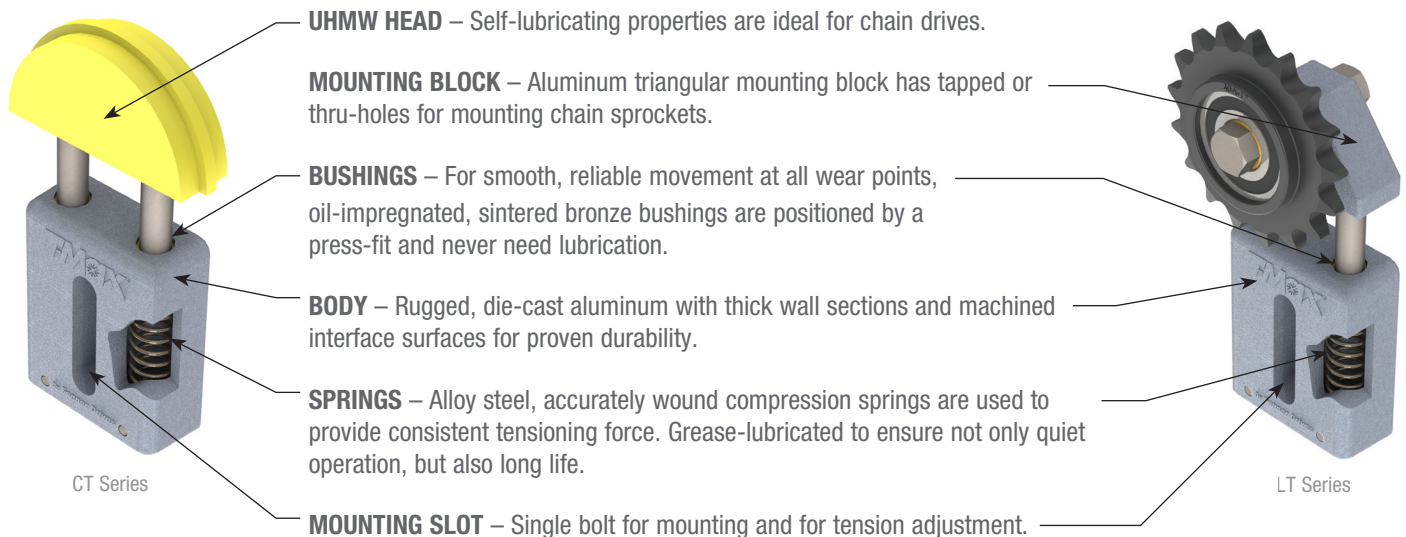 UHMW HEAD – Self-lubricating properties are ideal for chain drives.
MOUNTING BLOCK – Aluminum triangular mounting block has tapped or
thru-holes for mounting chain sprockets.
BUSHINGS – For smooth, reliable movement at all wear points,
oil-impregnated, sintered bronze bushings are positioned by a
press-fit and never need lubrication.
BODY – Rugged, die-cast aluminum with thick wall sections and machined
interface surfaces for proven durability.
SPRINGS – Alloy steel, accurately wound compression springs are used to
provide consistent tensioning force. Grease-lubricated to ensure not only quiet
operation, but also long life.
MOUNTING SLOT – Single bolt for mounting and for tension adjustment.
CT Series
LT Series